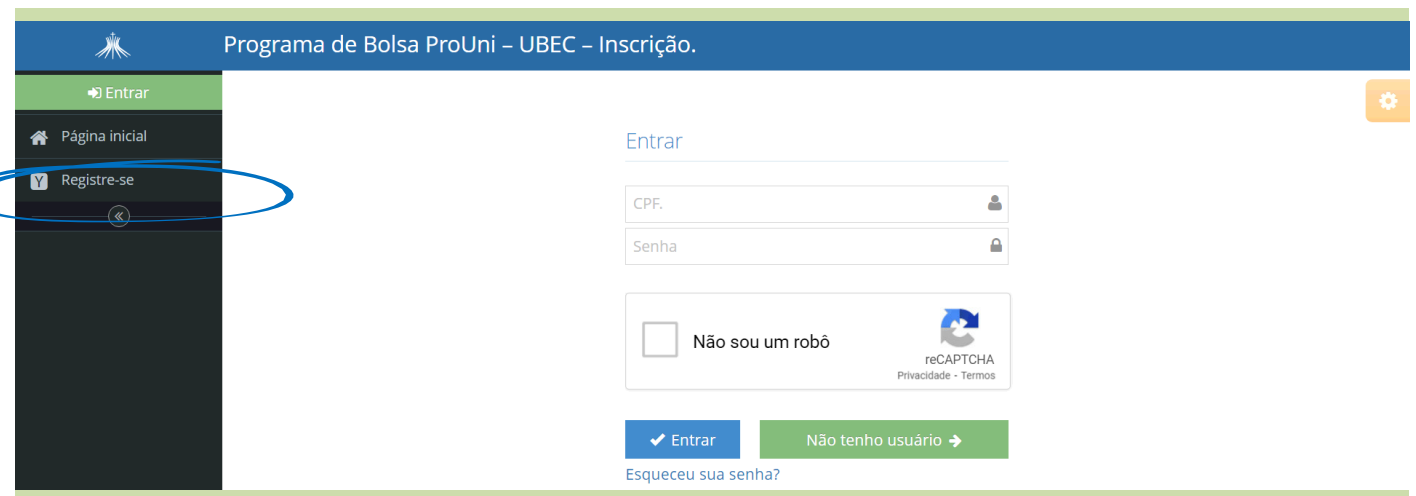 Programa de Bolsa ProUni – UBEC – Inscrição.
Entrar
Página inicial
Y Registre-se
Entrar
CPF.
Senha
Não sou um robô
reCAPTCHA
Privacidade - Termos
Entrar
Não tenho usuário
Esqueceu sua senha?